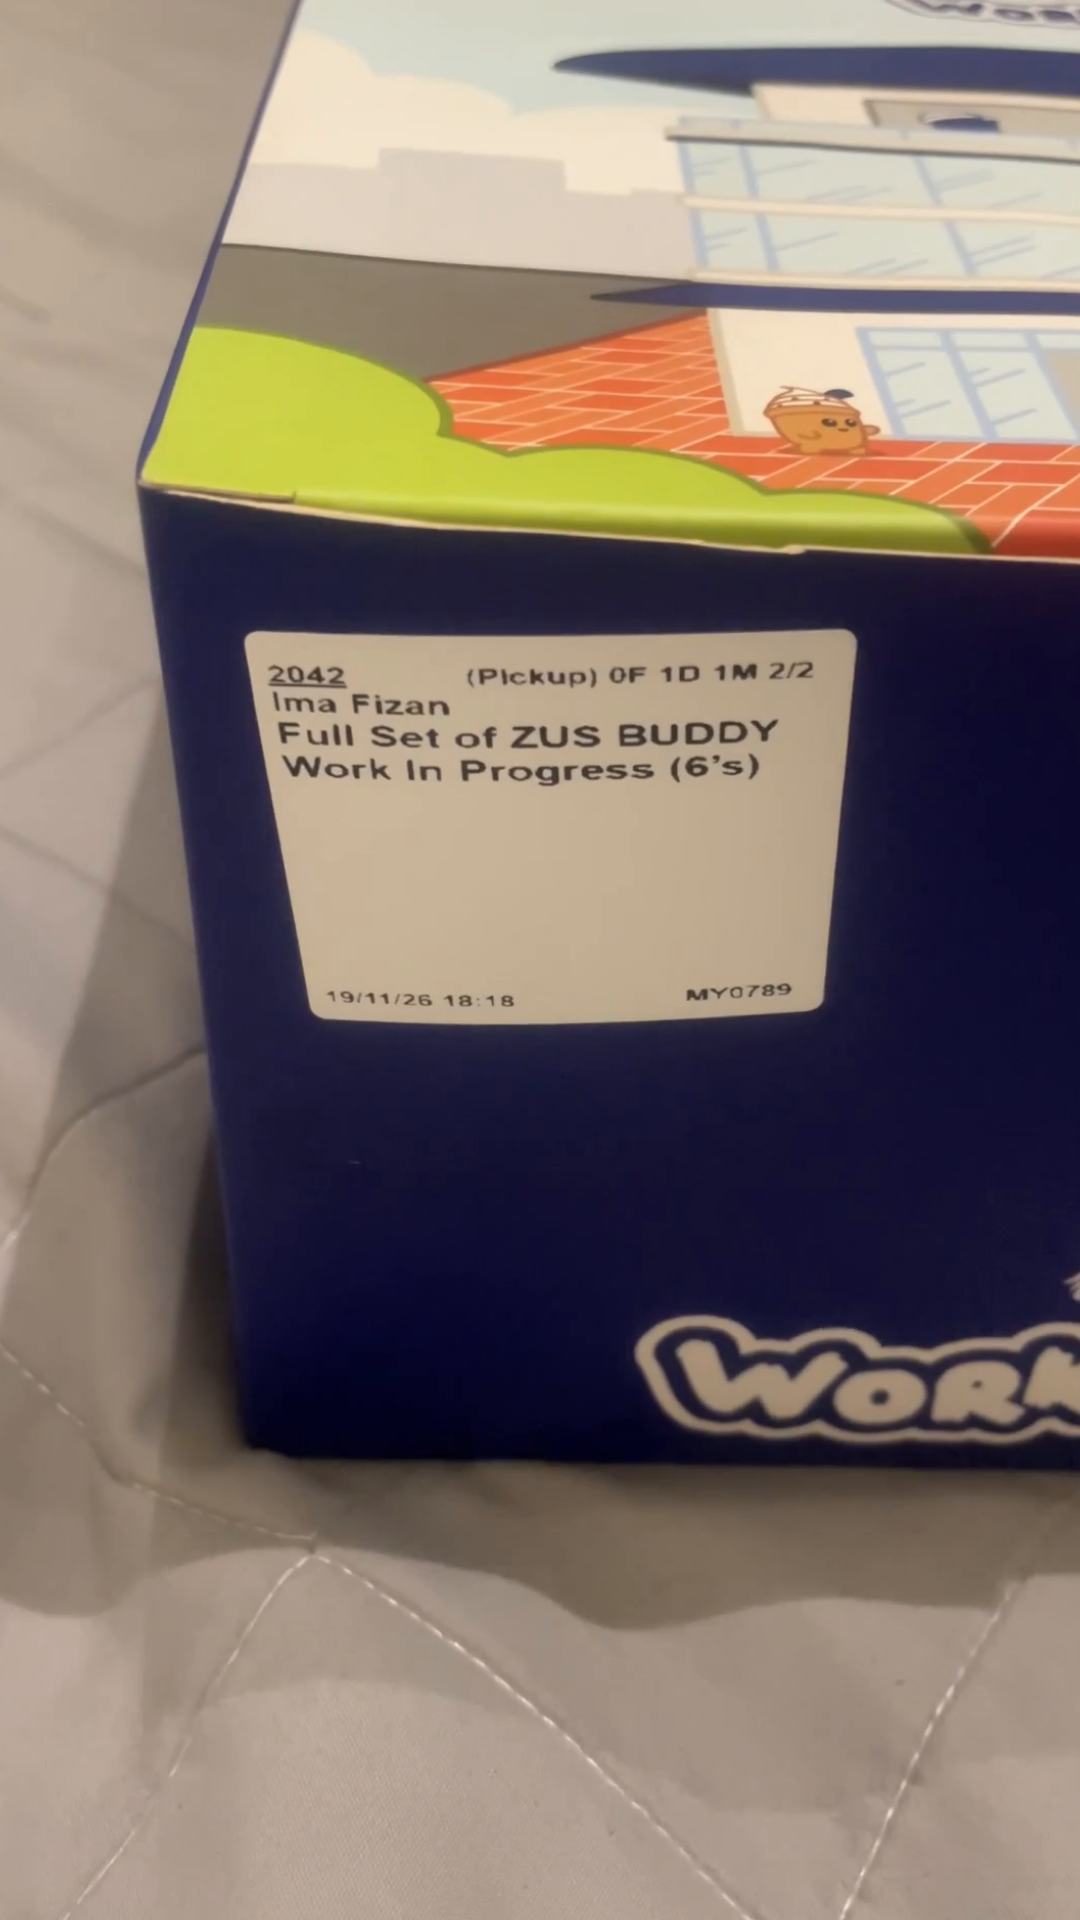 2042 (Pickup) 0F 1D 1M 2/2
Ima Fizan
Full Set of ZUS BUDDY
Work In Progress (6's)
19/11/26 18:18 MY0789
WORK